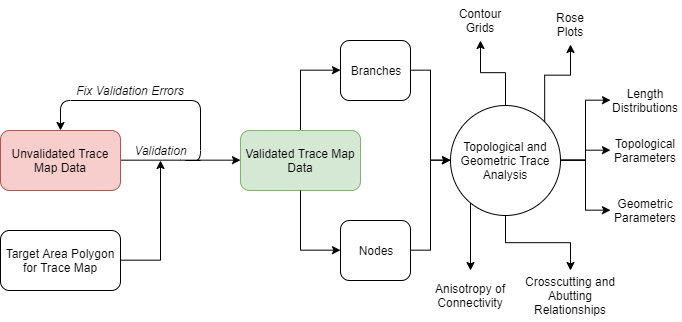 Contour
Grids
Rose
Plots
Branches
Fix Validation Errors
Length
Distributions
Unvalidated Trace
Map Data
Validation
Validated Trace Map
Data
Topological and
Geometric Trace
Analysis
Topological
Parameters
Geometric
Parameters
Target Area Polygon
for Trace Map
Nodes
Anisotropy of
Connectivity
Crosscutting and
Abutting
Relationships